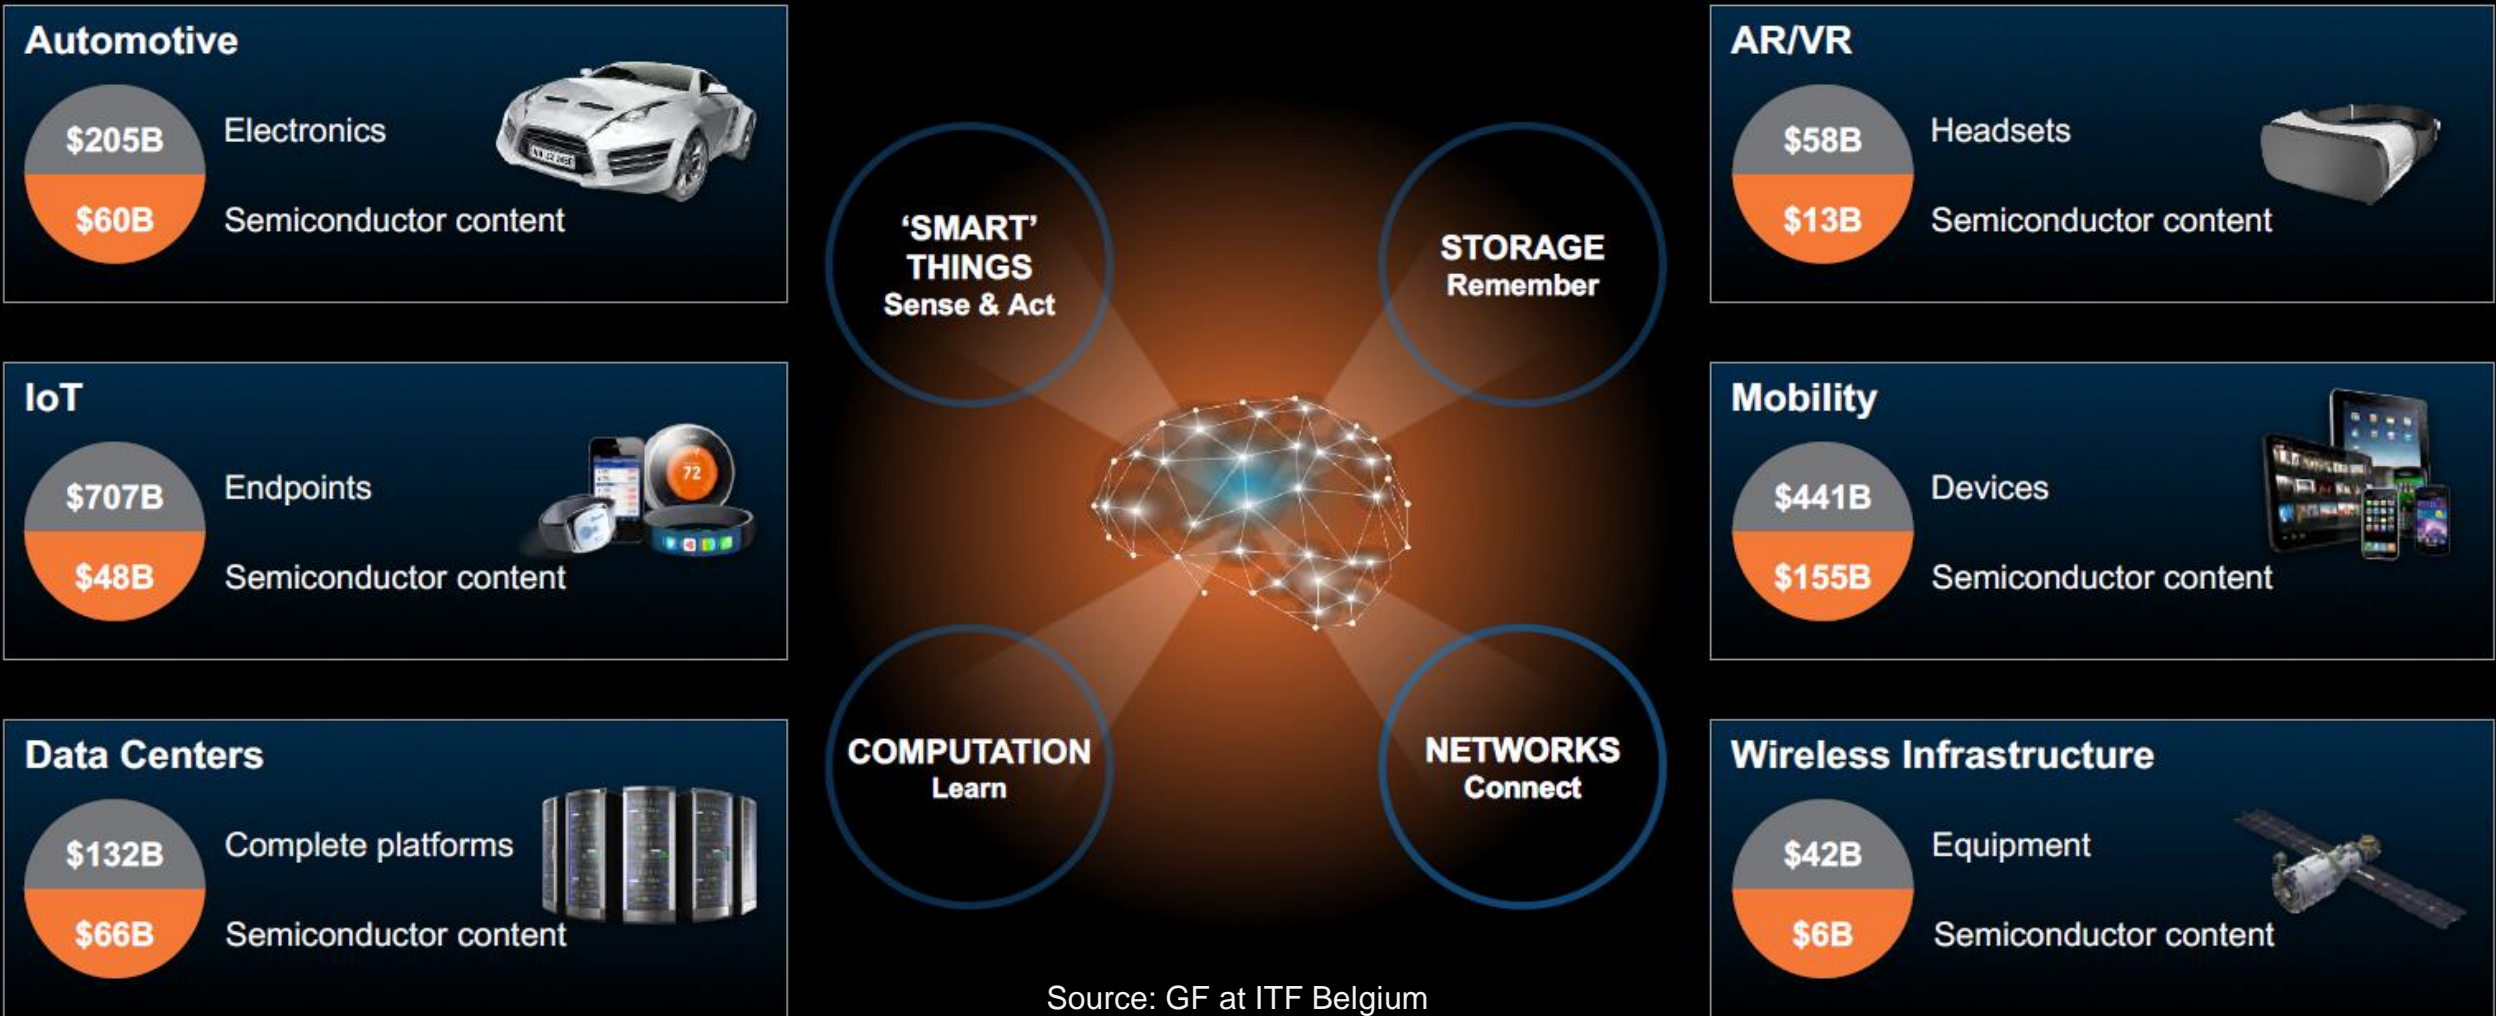 Automotive
$205B
Electronics
$60B
Semiconductor content
IoT
$707B
Endpoints
72
$48B
Semiconductor content
Data Centers
$132B
Complete platforms
$66B
Semiconductor content
‘SMART’
THINGS
Sense & Act
STORAGE
Remember
COMPUTATION
Learn
NETWORKS
Connect
AR/VR
$58B
Headsets
$13B
Semiconductor content
Mobility
$441B
Devices
$155B
Semiconductor content
Wireless Infrastructure
$42B
Equipment
$6B
Semiconductor content
Source: GF at ITF Belgium